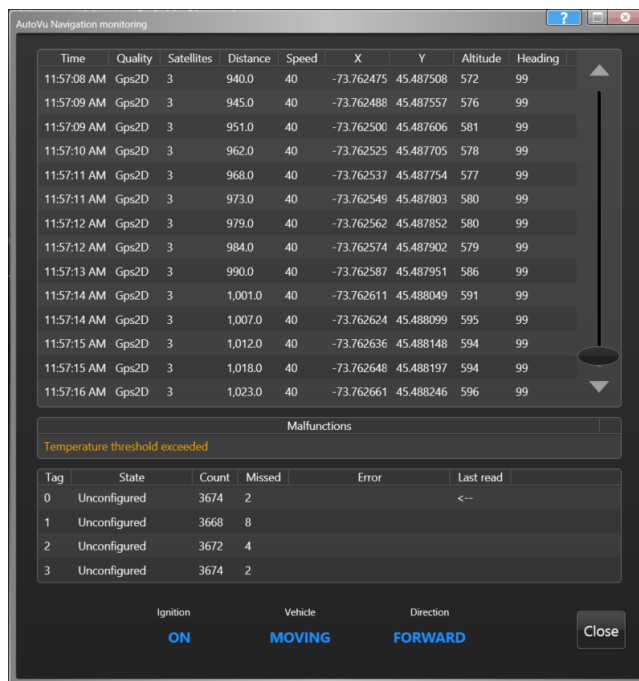 AutoVu Navigation monitoring
?
Time Quality Satellites Distance Speed X Y Altitude Heading
11:57:08 AM Gps2D 3 940.0 40 -73.762475 45.487508 572 99
11:57:09 AM Gps2D 3 945.0 40 -73.762488 45.487557 576 99
11:57:09 AM Gps2D 3 951.0 40 -73.762500 45.487606 581 99
11:57:10 AM Gps2D 3 962.0 40 -73.762525 45.487705 578 99
11:57:11 AM Gps2D 3 968.0 40 -73.762537 45.487754 577 99
11:57:11 AM Gps2D 3 973.0 40 -73.762549 45.487803 580 99
11:57:12 AM Gps2D 3 979.0 40 -73.762562 45.487852 580 99
11:57:12 AM Gps2D 3 984.0 40 -73.762574 45.487902 579 99
11:57:13 AM Gps2D 3 990.0 40 -73.762587 45.487951 586 99
11:57:14 AM Gps2D 3 1,001.0 40 -73.762611 45.488049 591 99
11:57:14 AM Gps2D 3 1,007.0 40 -73.762624 45.488099 595 99
11:57:15 AM Gps2D 3 1,012.0 40 -73.762636 45.488148 594 99
11:57:15 AM Gps2D 3 1,018.0 40 -73.762648 45.488197 594 99
11:57:16 AM Gps2D 3 1,023.0 40 -73.762661 45.488246 596 99
Malfunctions
Temperature threshold exceeded
Tag State Count Missed Error Last read
0 Unconfigured 3674 2 <--
1 Unconfigured 3668 8
2 Unconfigured 3672 4
3 Unconfigured 3674 2
Ignition Vehicle Direction
ON MOVING FORWARD
Close